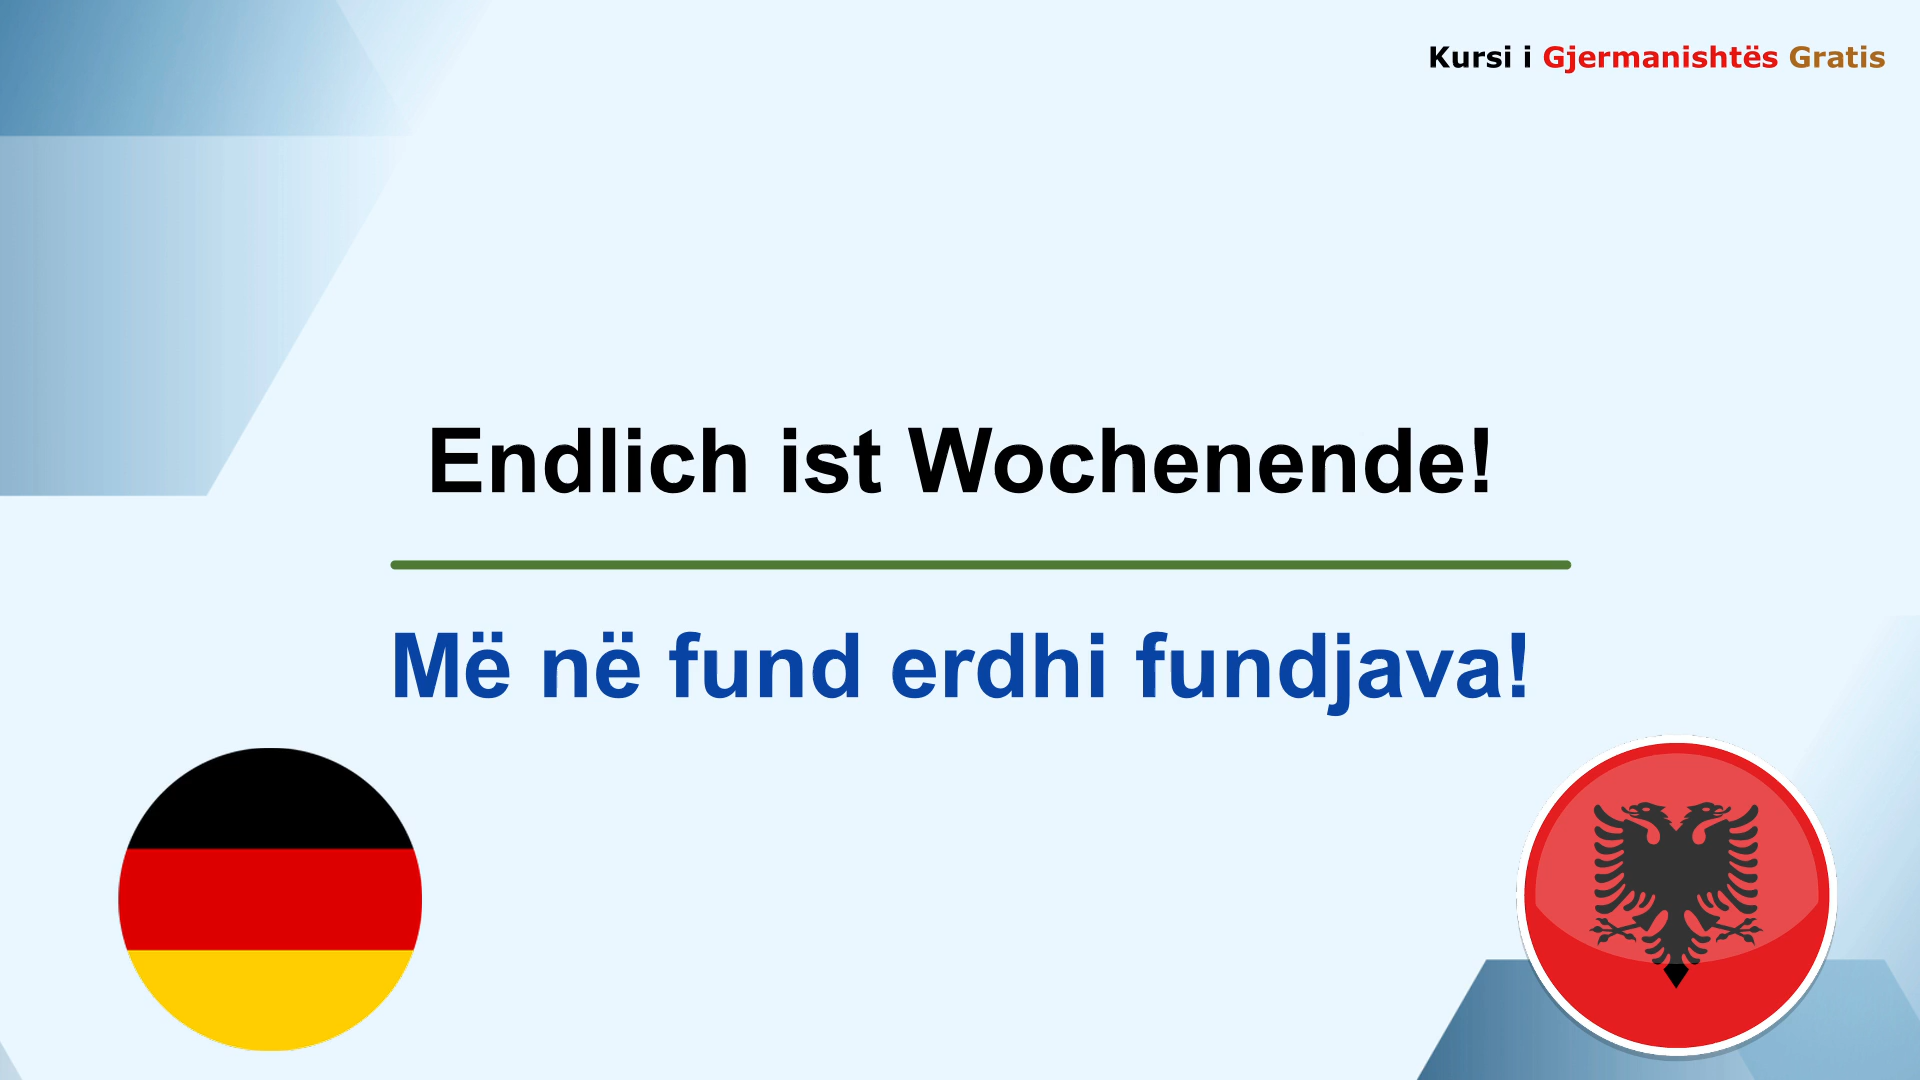 Kursi i Gjermanishtës Gratis
Endlich ist Wochenende!
Më në fund erdhi fundjava!